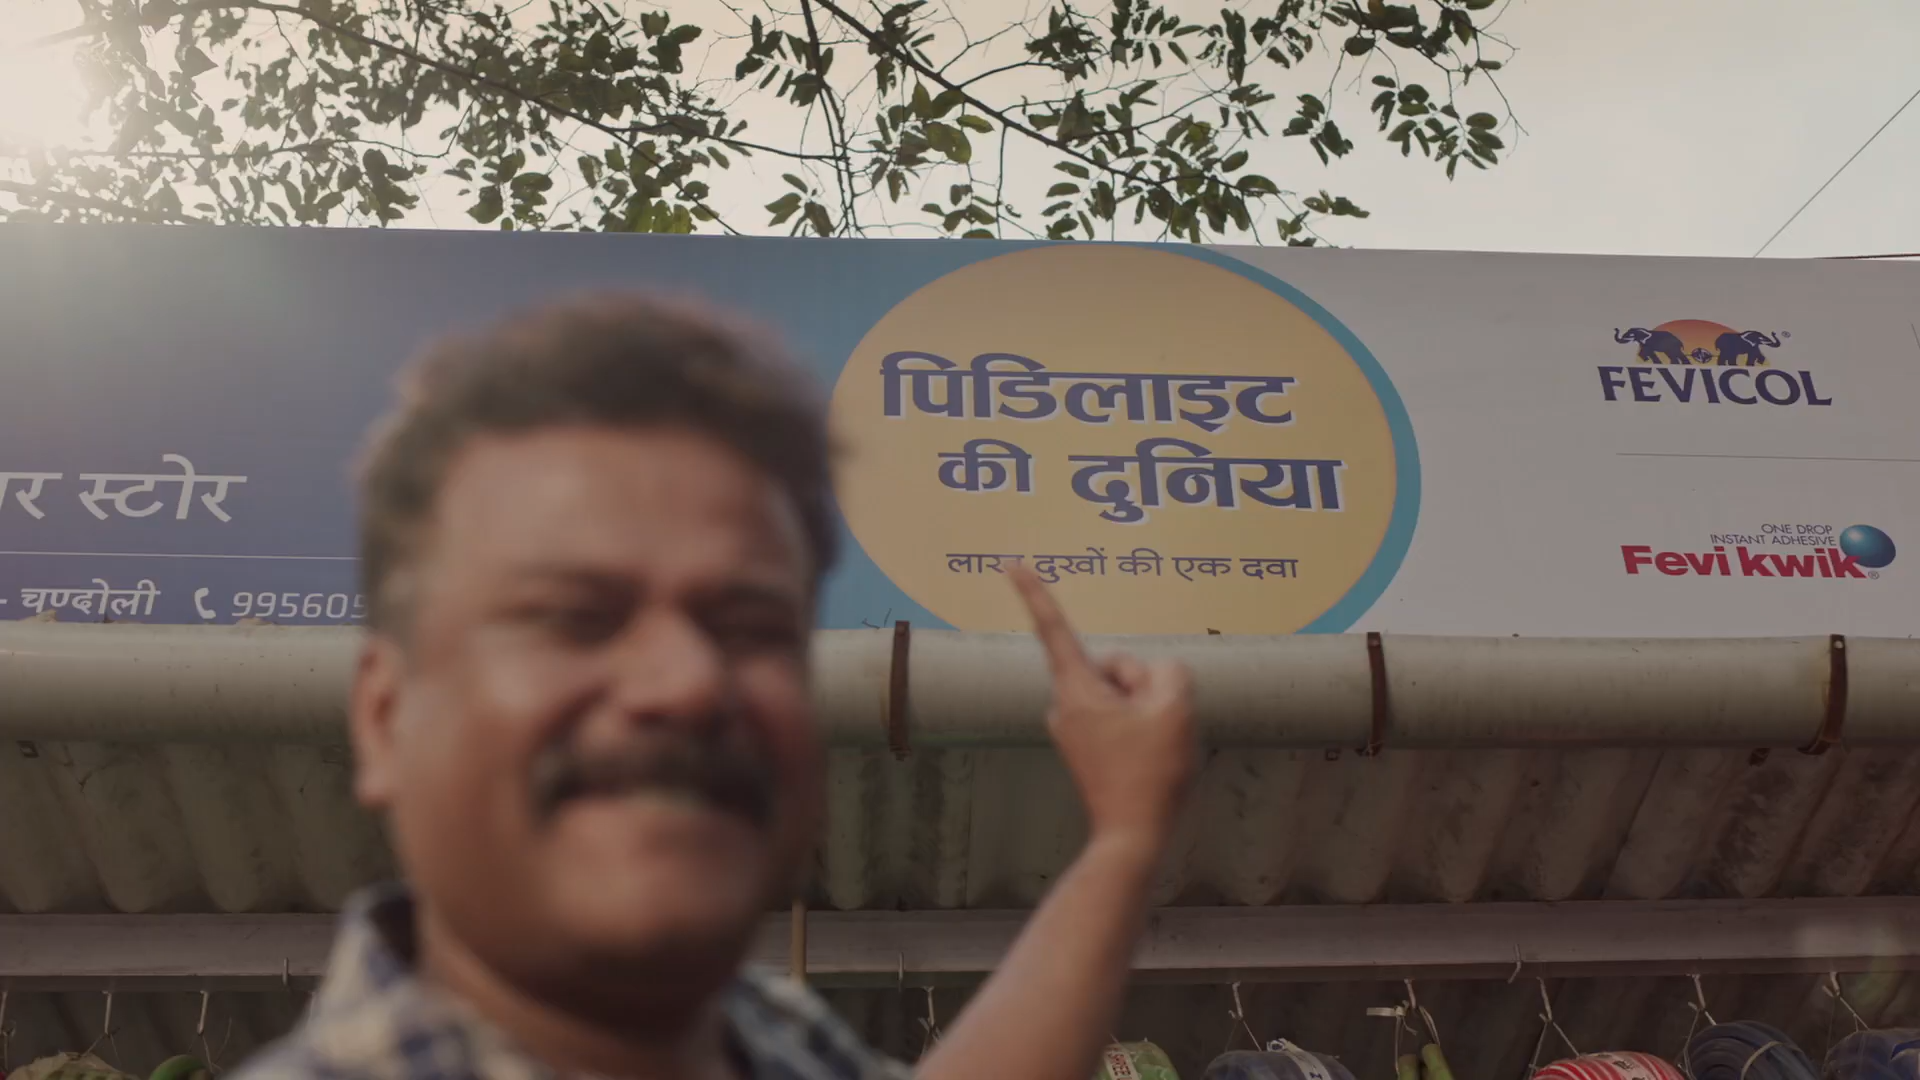 स्टोर
चण्दोली 995605
पिडिलाइट
की दुनिया
लाख दुखों की एक दवा
FEVICOL
ONE DROP
INSTANT ADHESIVE
Fevi kwik